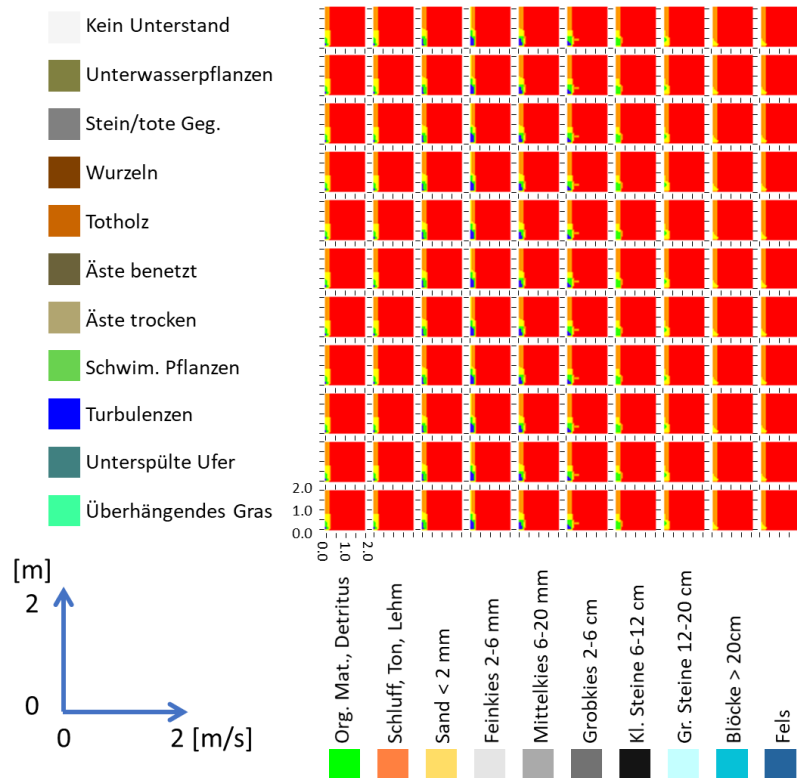 Kein Unterstand
Unterwasserpflanzen
Stein/tote Geg.
Wurzeln
Totholz
Äste benetzt
Äste trocken
Schwim. Pflanzen
Turbulenzen
Unterspülte Ufer
Überhängendes Gras
2.0
1.0
0.0
0.0
1.0
2.0
[m]
2
0
0
2 [m/s]
Org. Mat., Detritus
Schluff, Ton, Lehm
Sand < 2 mm
Feinkies 2-6 mm
Mittelkies 6-20 mm
Grobkies 2-6 cm
Kl. Steine 6-12 cm
Gr. Steine 12-20 cm
Blöcke > 20cm
Fels